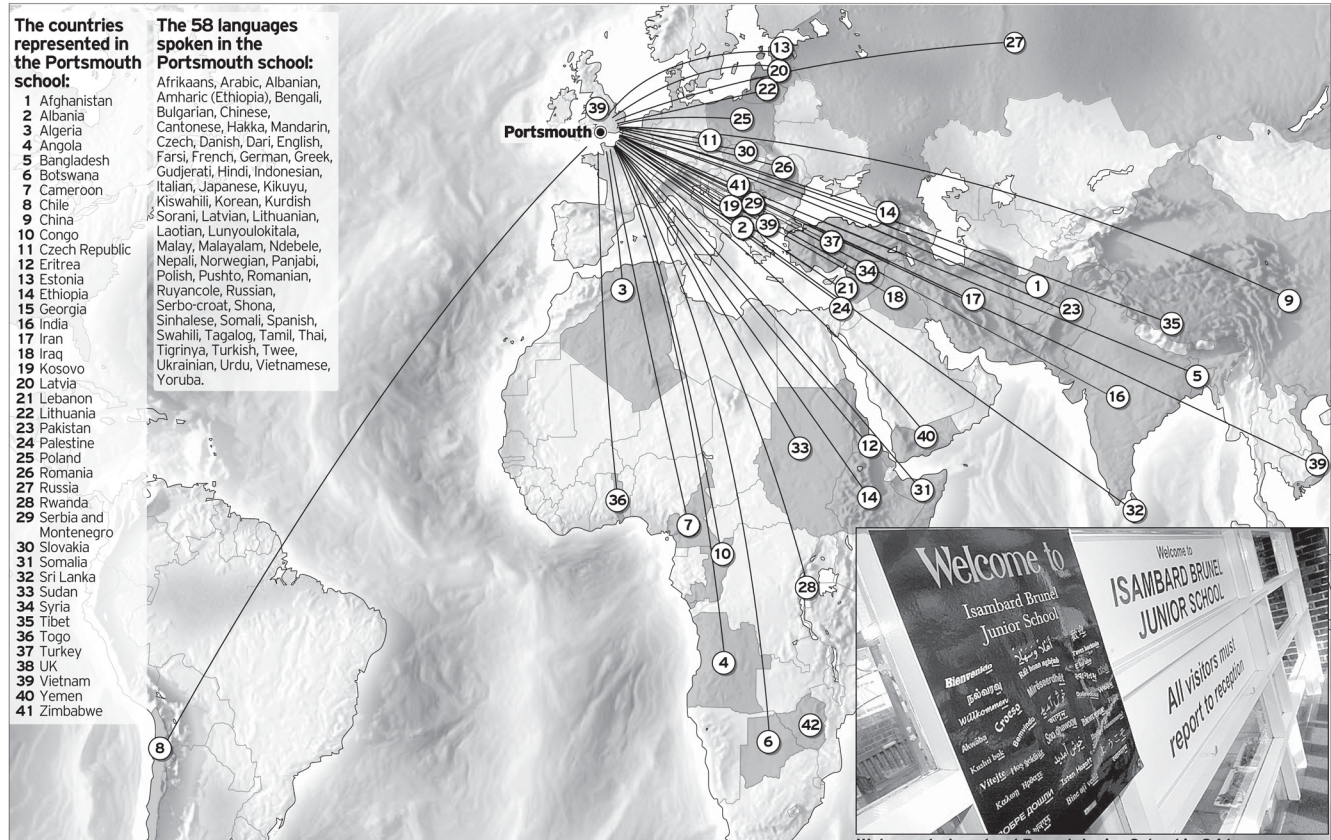 The countries
represented in
the Portsmouth
school:
1 Afghanistan
2 Albania
3 Algeria
4 Angola
5 Bangladesh
6 Botswana
7 Cameroon
8 Chile
9 China
10 Congo
11 Czech Republic
12 Eritrea
13 Estonia
14 Ethiopia
15 Georgia
16 India
17 Iran
18 Iraq
19 Kosovo
20 Latvia
21 Lebanon
22 Lithuania
23 Pakistan
24 Palestine
25 Poland
26 Romania
27 Russia
28 Rwanda
29 Serbia and
Montenegro
30 Slovakia
31 Somalia
32 Sri Lanka
33 Sudan
34 Syria
35 Tibet
36 Togo
37 Turkey
38 UK
39 Vietnam
40 Yemen
41 Zimbabwe
The 58 languages
spoken in the
Portsmouth school:
Afrikaans, Arabic, Albanian,
Amharic (Ethiopia), Bengali,
Bulgarian, Chinese,
Cantonese, Hakka, Mandarin,
Czech, Danish, Dari, English,
Farsi, French, German, Greek,
Gudjerati, Hindi, Indonesian,
Italian, Japanese, Kikuyu,
Kiswahili, Korean, Kurdish
Sorani, Latvian, Lithuanian,
Laotian, Lunyoulokitala,
Malay, Malayalam, Ndebele,
Nepali, Norwegian, Panjabi,
Polish, Pushto, Romanian,
Ruyancole, Russian,
Serbo-croat, Shona,
Sinhalese, Somali, Spanish,
Swahili, Tagalog, Tamil, Thai,
Tigrinya, Turkish, Twee,
Ukrainian, Urdu, Vietnamese,
Yoruba.
13
27
20
22
39
Portsmouth
25
11
30
26
41
19
29
14
2
39
37
34
3
21
18
17
1
23
9
24
35
5
16
40
12
33
39
31
14
36
32
7
10
28
4
42
6
8
Welcome to
Isambard Brunel
Junior School
Bienvenido
Willkommen
Croeso
Akwaba
Vitejte
ДОБРЕ ДОШЛИ
Welcome to
ISAMBARD BRUNEL
JUNIOR SCHOOL
All visitors must
report to reception